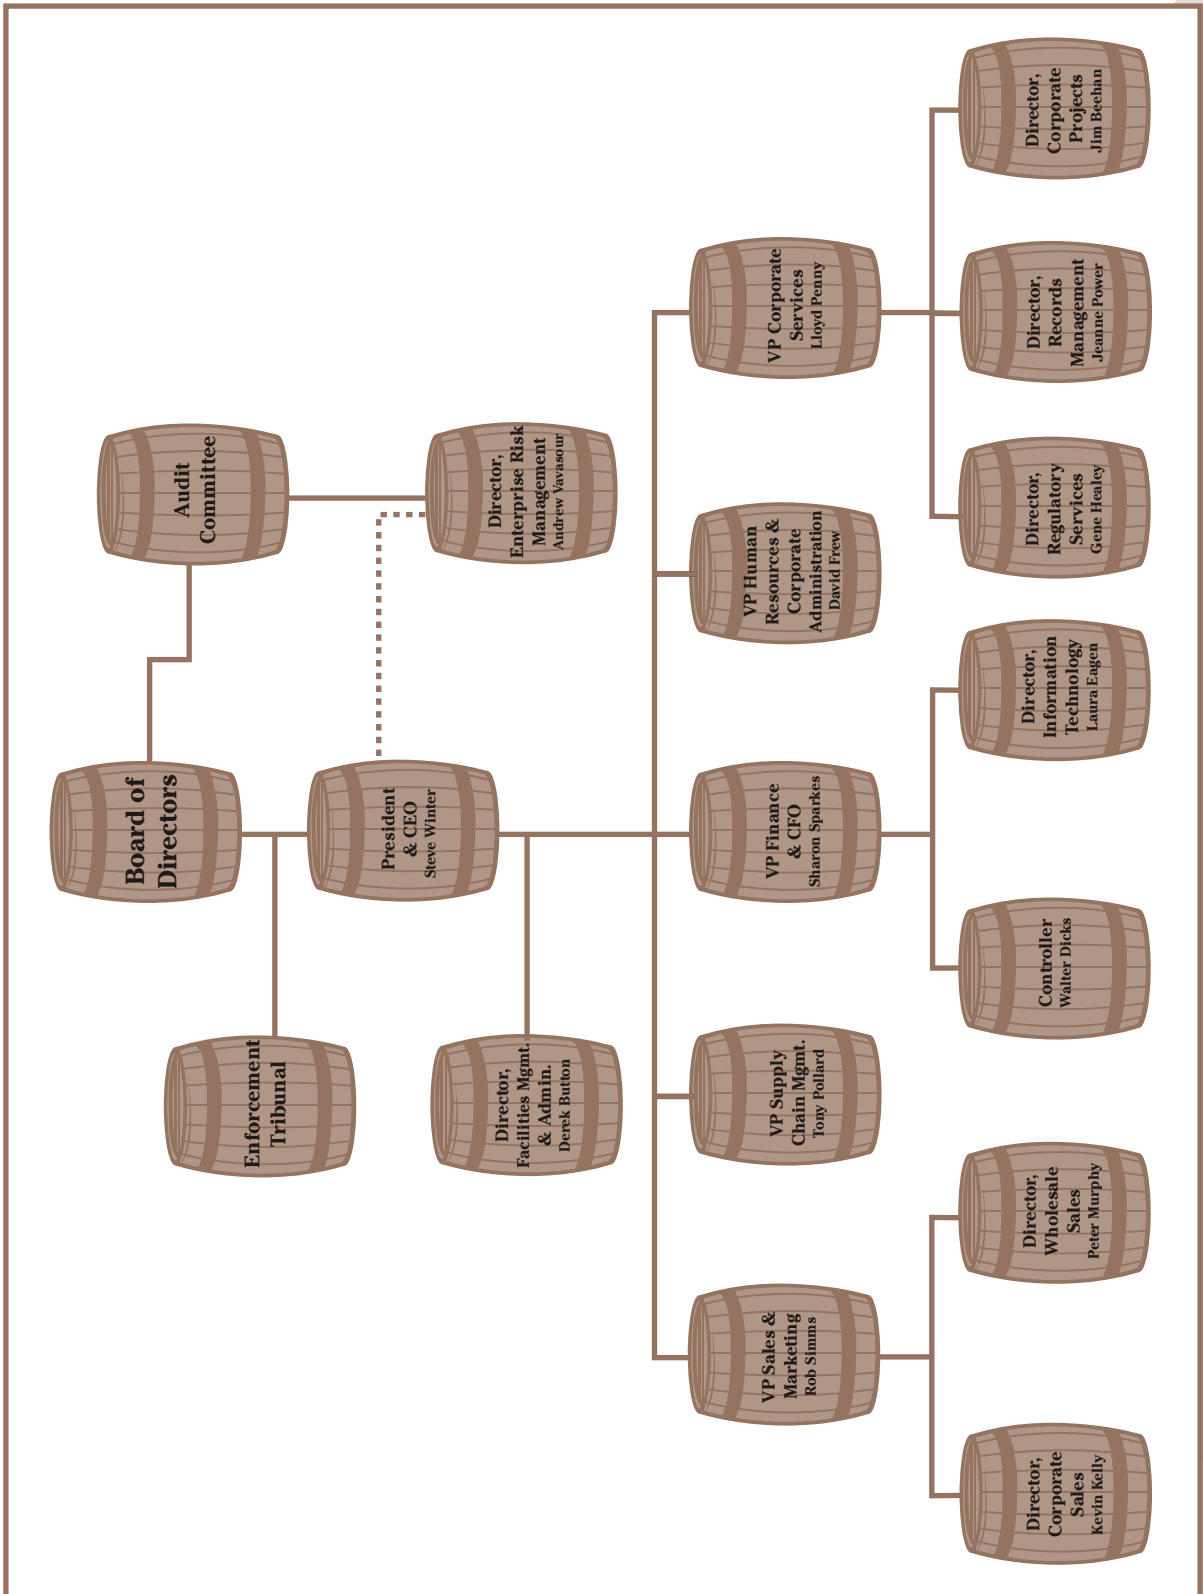 Board of
Directors
Audit
Committee
Enforcement
Tribunal
President
& CEO
Steve Winter
Director,
Enterprise Risk
Management
Andrew Vavasour
Director,
Facilities Mgmt.
& Admin.
Derek Button
VP Sales &
Marketing
Rob Simms
VP Supply
Chain Mgmt.
Tony Pollard
VP Finance
& CFO
Sharon Sparkes
VP Human
Resources &
Corporate
Administration
David Frew
VP Corporate
Services
Lloyd Penny
Director,
Corporate
Sales
Kevin Kelly
Director,
Wholesale
Sales
Peter Murphy
Controller
Walter Dicks
Director,
Information
Technology
Laura Eagen
Director,
Regulatory
Services
Gene Healey
Director,
Records
Management
Jeanne Power
Director,
Corporate
Projects
Jim Beehan